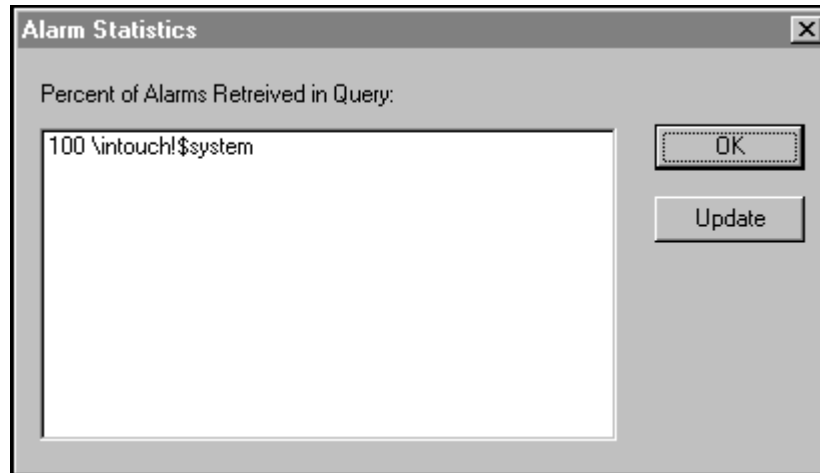 Alarm Statistics
Percent of Alarms Retreived in Query:
100 \intouch!$system
OK
Update